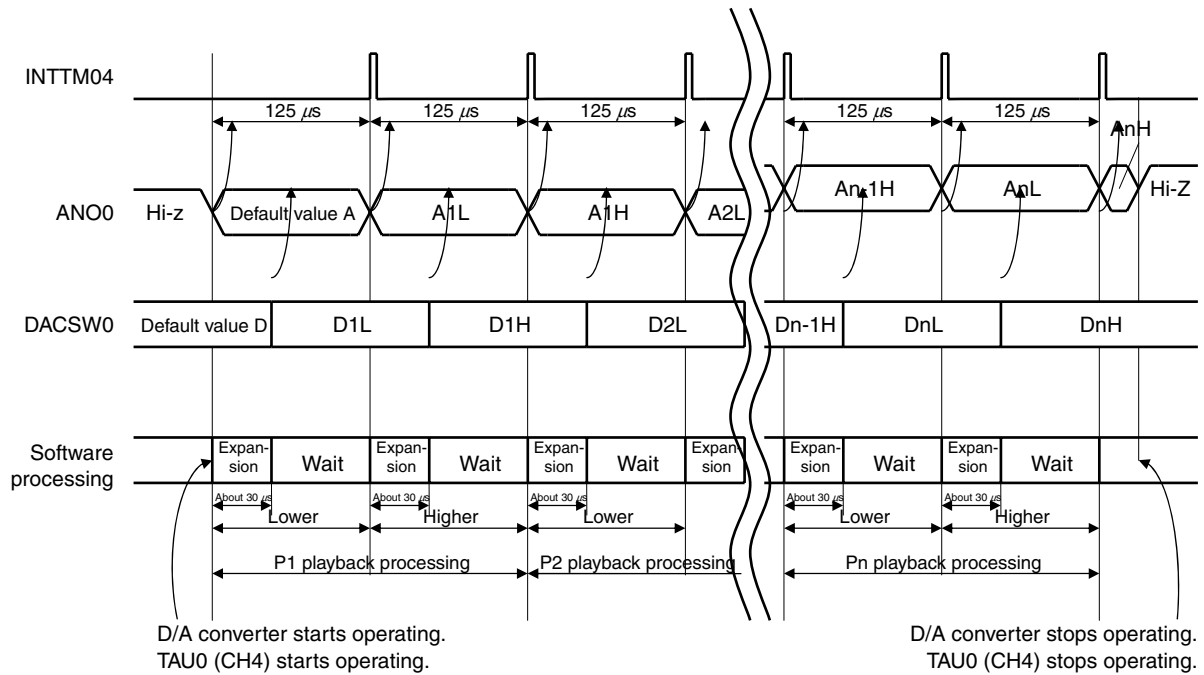 INTTM04
125 μs 125 μs 125 μs 125 μs 125 μs
AnH
ANO0 Hi-z Default value A A1L A1H A2L An-1H AnL Hi-Z
DACSW0 Default value D D1L D1H D2L Dn-1H DnL DnH
Software
processing
Expan-
sion
Wait
Expan-
sion
Wait
Expan-
sion
Wait
Expan-
sion
Expan-
sion
Wait
Expan-
sion
Wait
About 30 μs About 30 μs About 30 μs About 30 μs About 30 μs
Lower Higher Lower Lower Higher
P1 playback processing P2 playback processing Pn playback processing
D/A converter starts operating.
TAU0 (CH4) starts operating.
D/A converter stops operating.
TAU0 (CH4) stops operating.